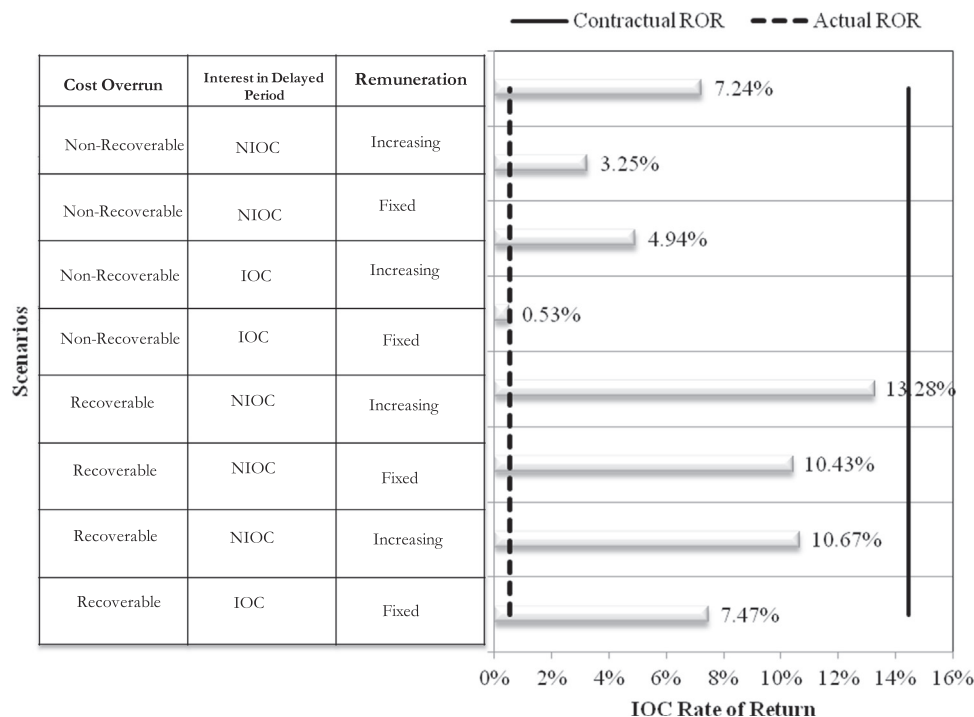 Contractual ROR Actual ROR
Cost Overrun Interest in Delayed Period Remuneration
Non-Recoverable NIOC Increasing
Non-Recoverable NIOC Fixed
Non-Recoverable IOC Increasing
Non-Recoverable IOC Fixed
Recoverable NIOC Increasing
Recoverable NIOC Fixed
Recoverable NIOC Increasing
Recoverable IOC Fixed
Scenarios
7.24%
3.25%
4.94%
0.53%
13.28%
10.43%
10.67%
7.47%
0% 2% 4% 6% 8% 10% 12% 14% 16%
IOC Rate of Return